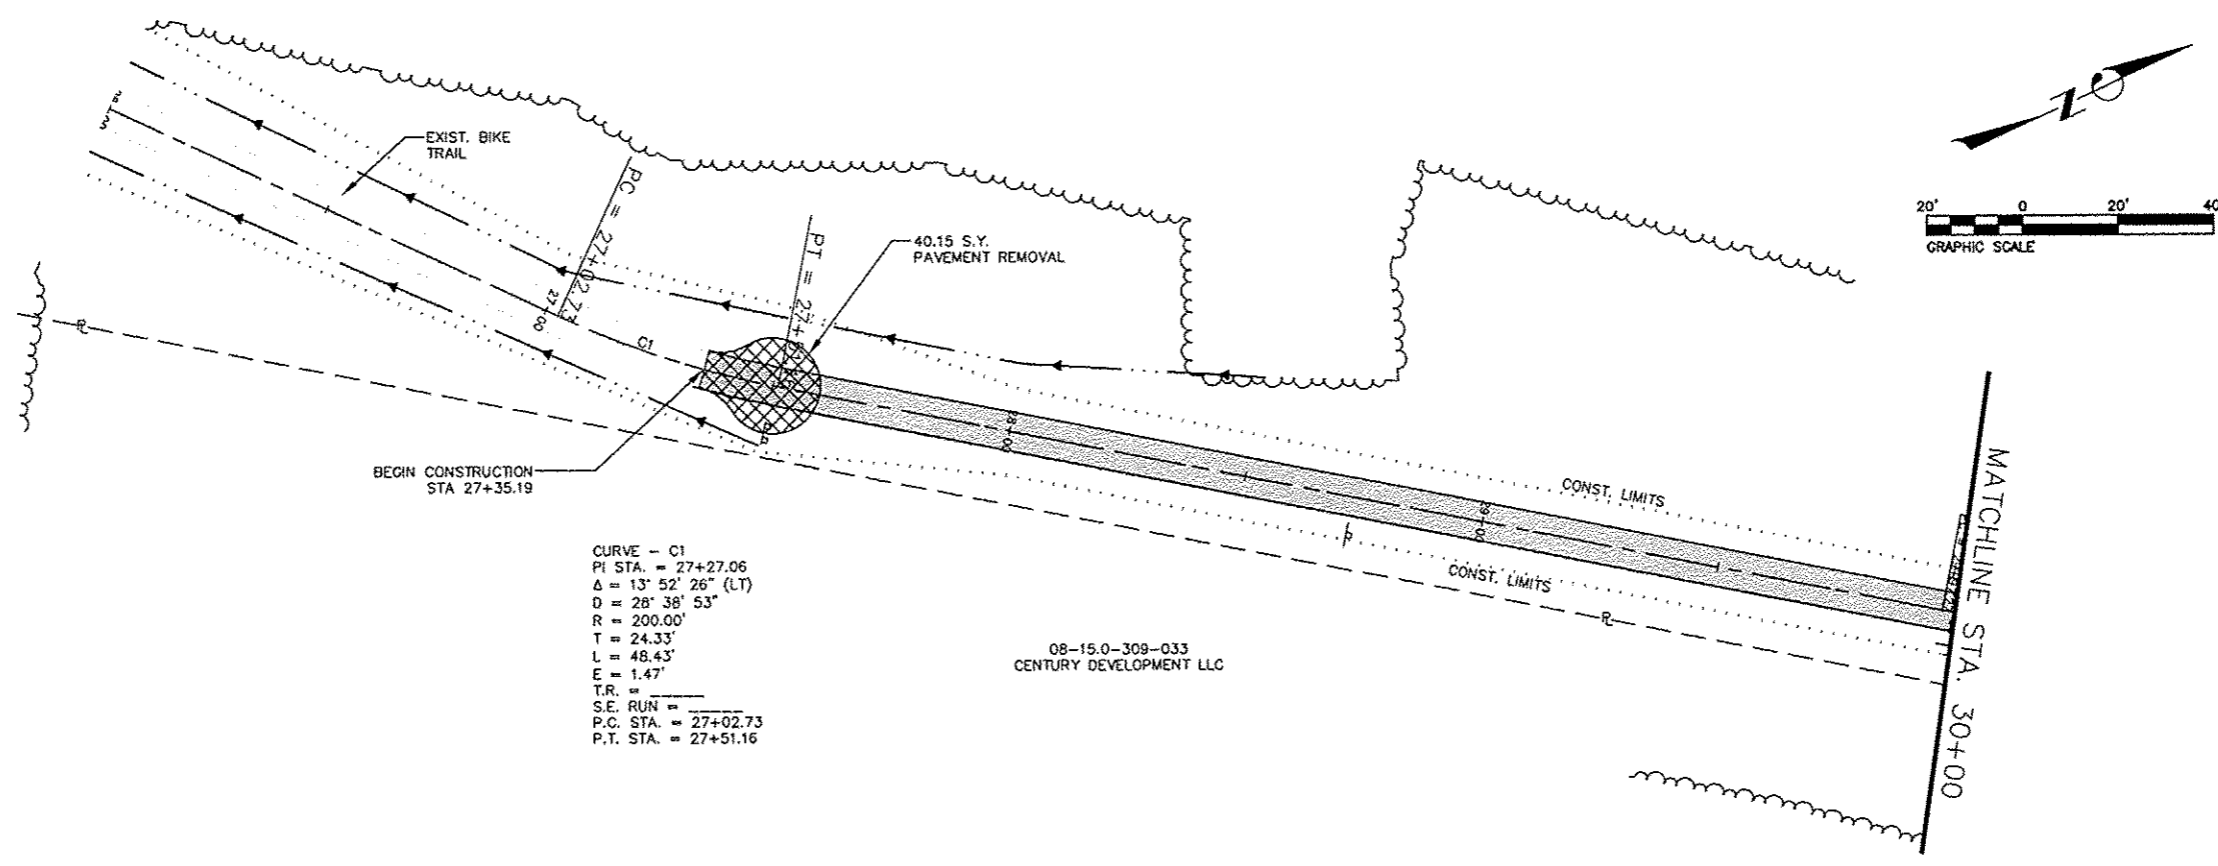 EXIST. BIKE
TRAIL
PC = 27+02.73
40.15 S.Y.
PAVEMENT REMOVAL
N
20' 0 20' 40
GRAPHIC SCALE
27+00
C1
28+00
29+00
BEGIN CONSTRUCTION
STA 27+35.19
CONST. LIMITS
CONST. LIMITS
CURVE – C1
PI STA. = 27+27.06
Δ = 13° 52' 26" (LT)
D = 28° 38' 53"
R = 200.00'
T = 24.33'
L = 48.43'
E = 1.47'
T.R. = _____
S.E. RUN = _____
P.C. STA. = 27+02.73
P.T. STA. = 27+51.16
08–15.0–309–033
CENTURY DEVELOPMENT LLC
MATCHLINE STA. 30+00